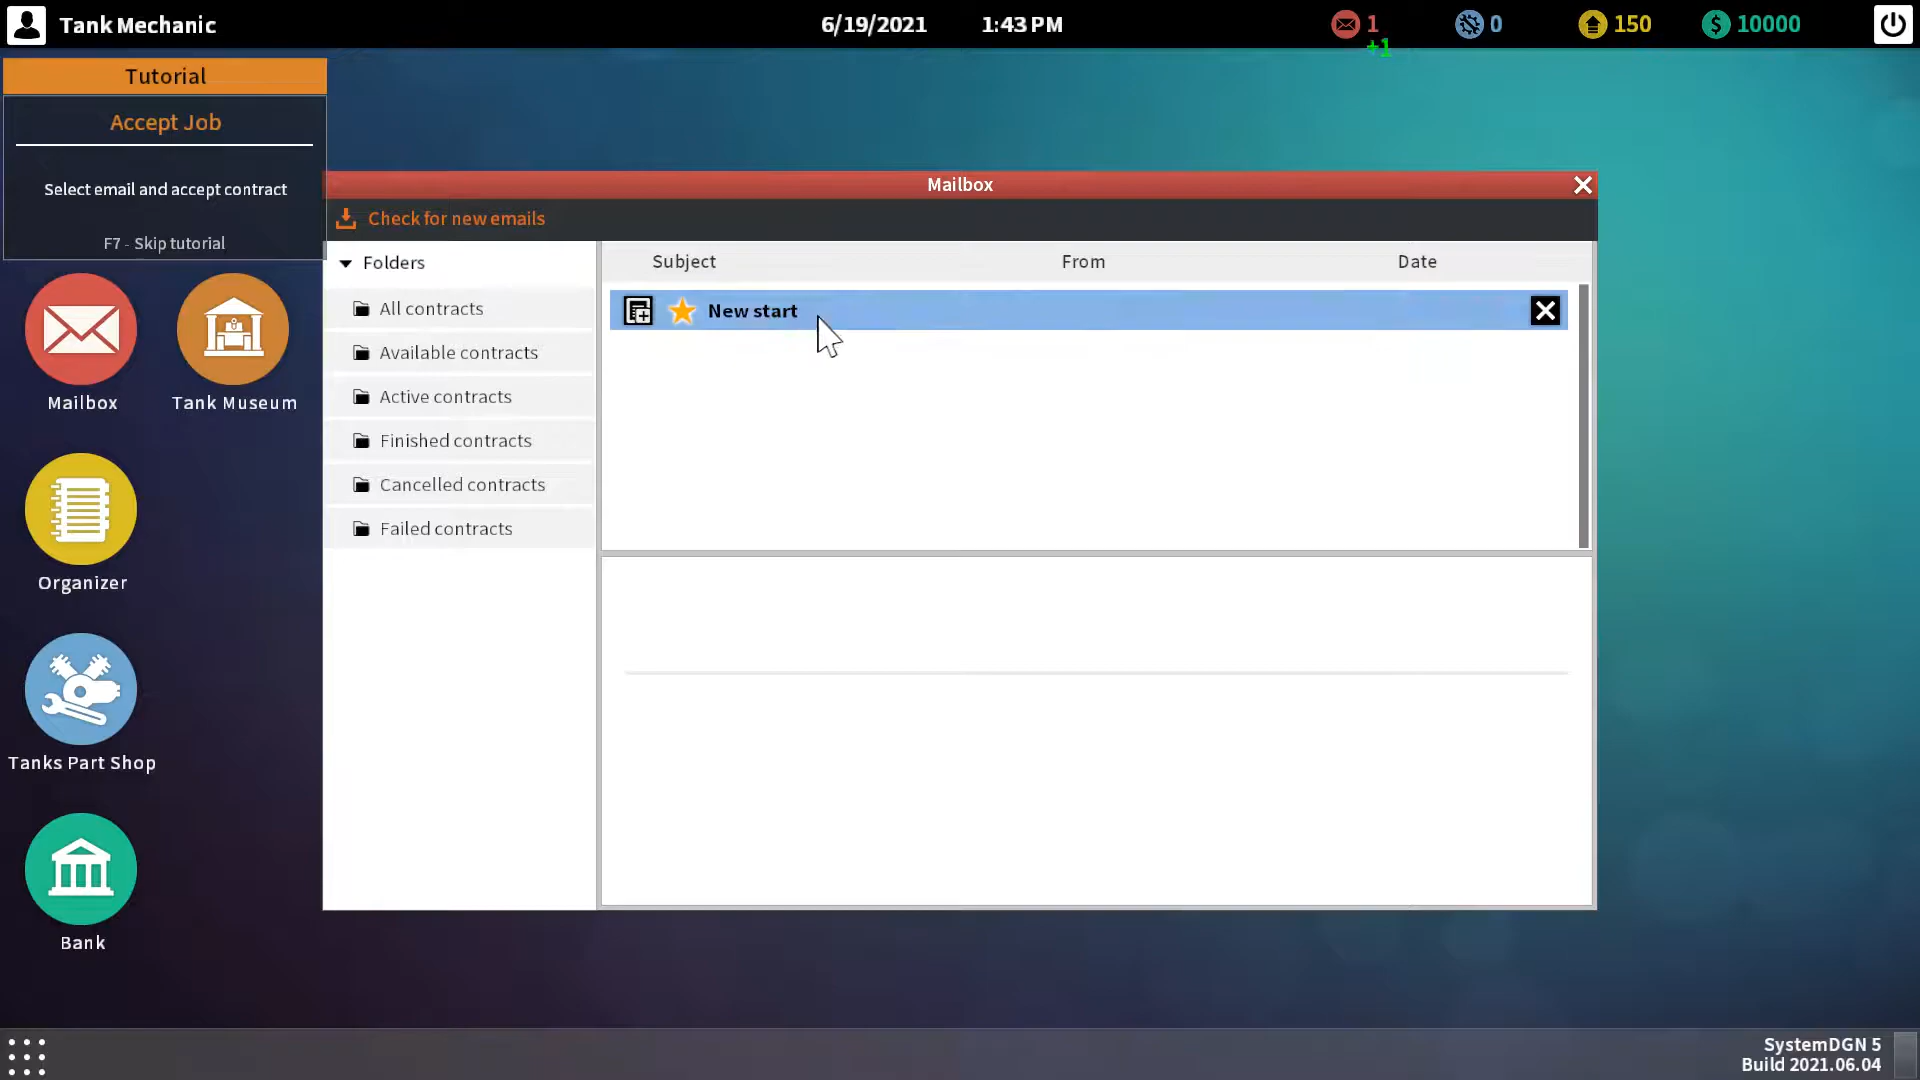 Tank Mechanic
6/19/2021
1:43 PM
1
+1
0
150
10000
Tutorial
Accept Job
Select email and accept contract
F7 - Skip tutorial
Mailbox
Check for new emails
Folders
All contracts
Available contracts
Active contracts
Finished contracts
Cancelled contracts
Failed contracts
Subject
From
Date
New start
Mailbox
Tank Museum
Organizer
Tanks Part Shop
Bank
SystemDGN 5
Build 2021.06.04